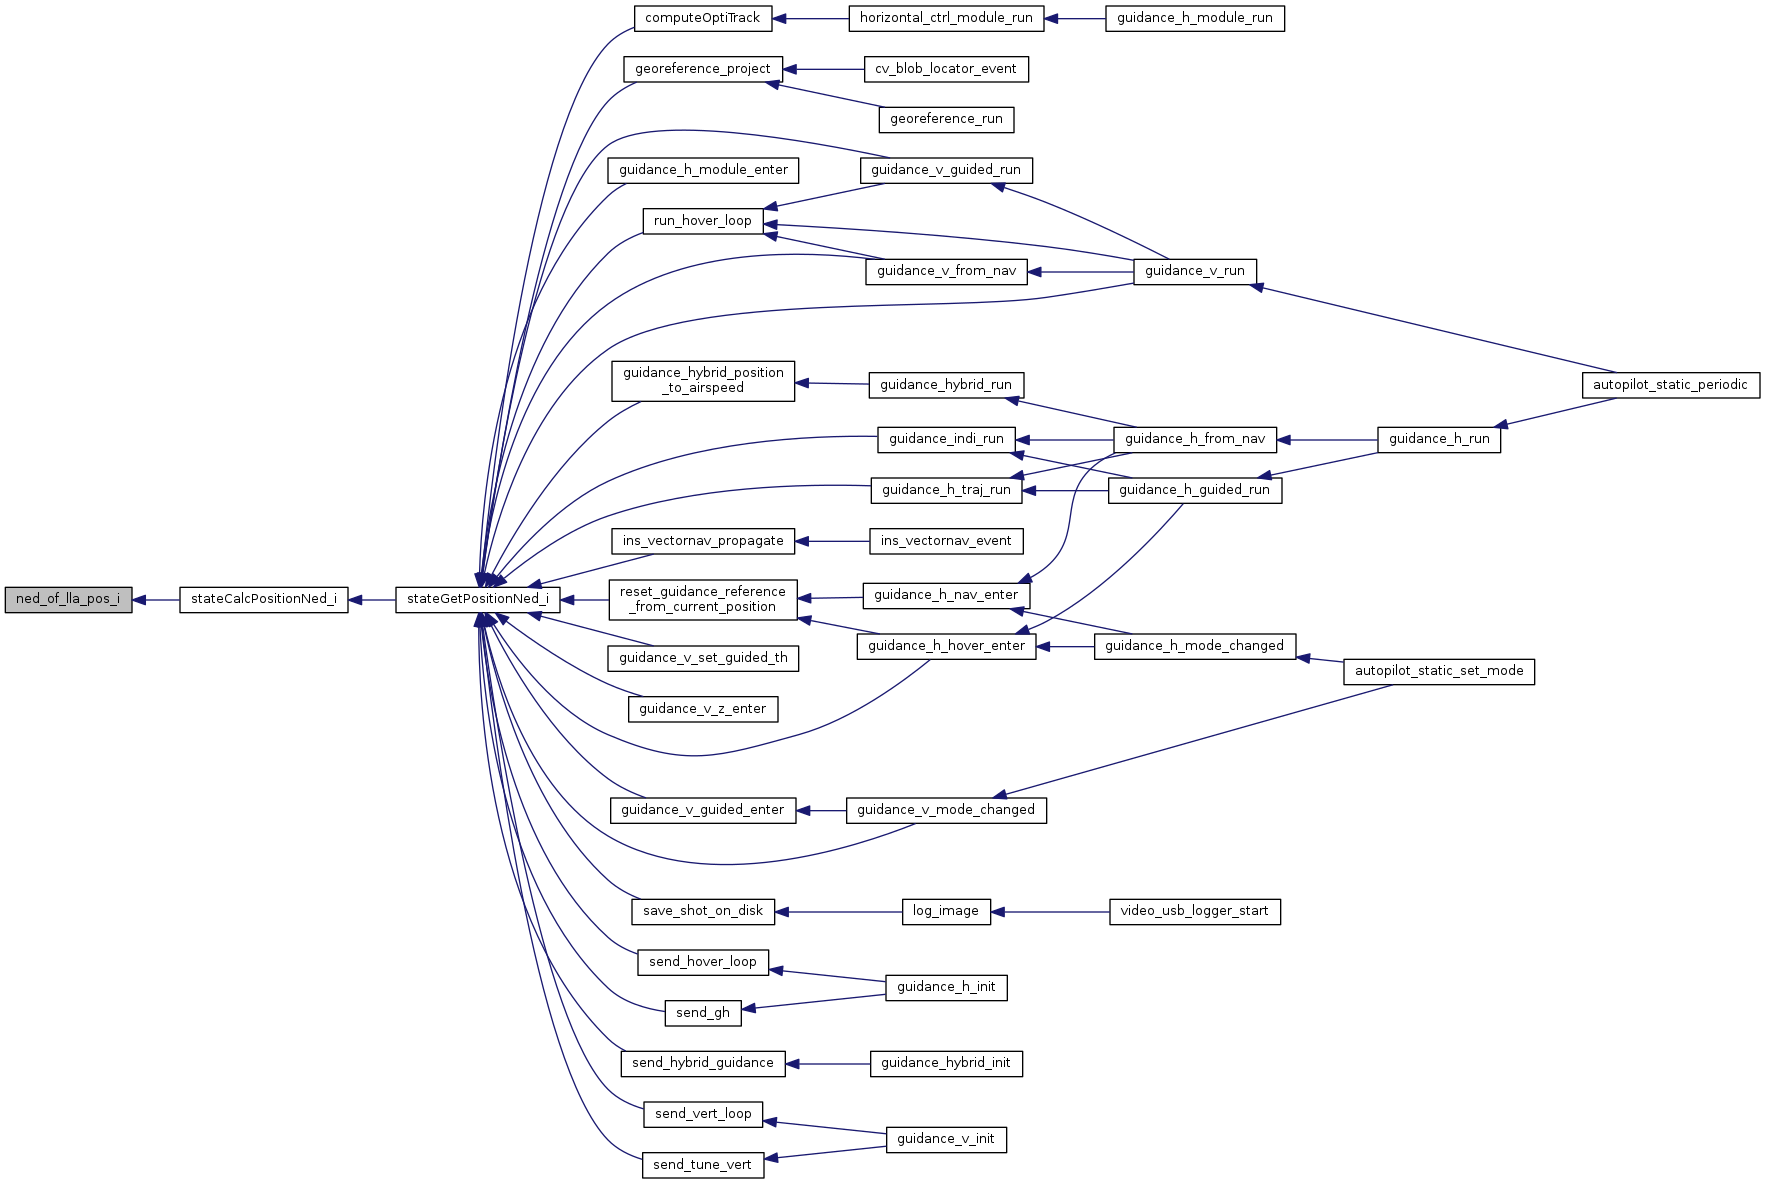 computeOptiTrack
horizontal_ctrl_module_run
guidance_h_module_run
georeference_project
cv_blob_locator_event
georeference_run
guidance_h_module_enter
guidance_v_guided_run
run_hover_loop
guidance_v_from_nav
guidance_v_run
guidance_hybrid_position
_to_airspeed
guidance_hybrid_run
autopilot_static_periodic
guidance_indi_run
guidance_h_from_nav
guidance_h_run
guidance_h_traj_run
guidance_h_guided_run
ins_vectornav_propagate
ins_vectornav_event
ned_of_lla_pos_i
stateCalcPositionNed_i
stateGetPositionNed_i
reset_guidance_reference
_from_current_position
guidance_h_nav_enter
guidance_v_set_guided_th
guidance_h_hover_enter
guidance_h_mode_changed
autopilot_static_set_mode
guidance_v_z_enter
guidance_v_guided_enter
guidance_v_mode_changed
save_shot_on_disk
log_image
video_usb_logger_start
send_hover_loop
guidance_h_init
send_gh
send_hybrid_guidance
guidance_hybrid_init
send_vert_loop
guidance_v_init
send_tune_vert